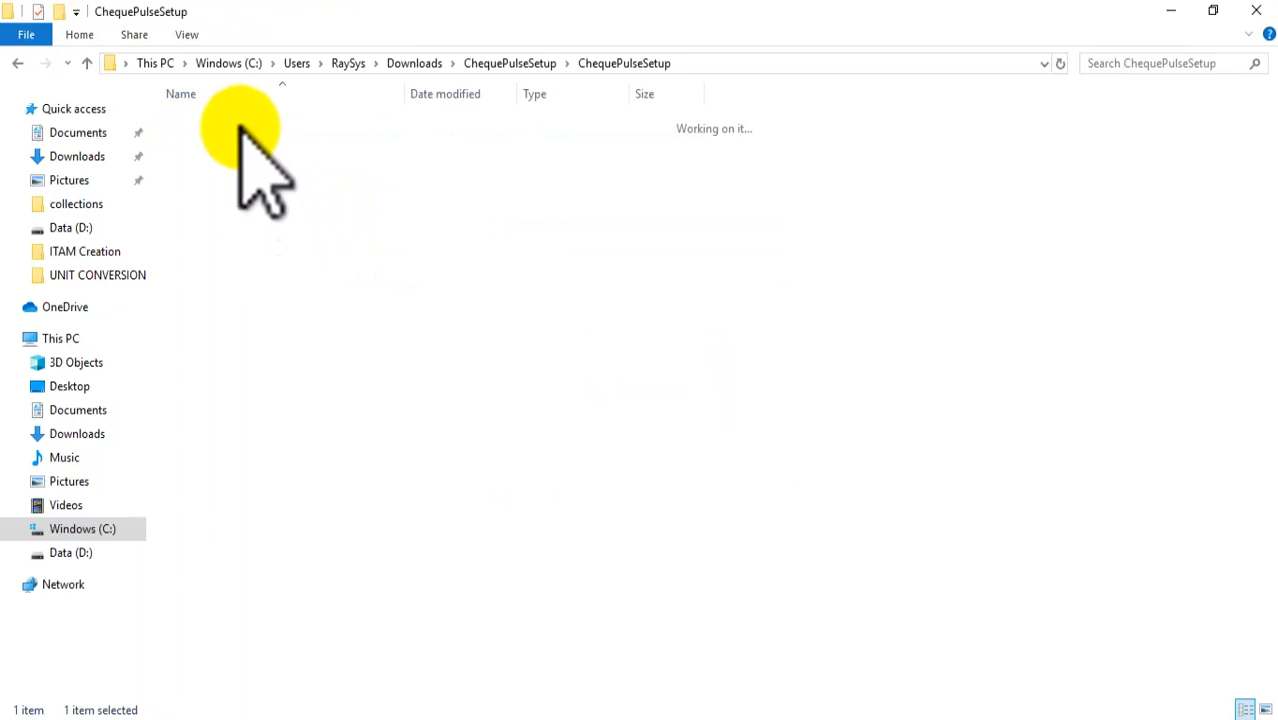 ChequePulseSetup
File Home Share View
This PC Windows (C:) Users RaySys Downloads ChequePulseSetup ChequePulseSetup Search ChequePulseSetup
Name Date modified Type Size
Working on it...
Quick access
Documents
Downloads
Pictures
collections
Data (D:)
ITAM Creation
UNIT CONVERSION
OneDrive
This PC
3D Objects
Desktop
Documents
Downloads
Music
Pictures
Videos
Windows (C:)
Data (D:)
Network
1 item 1 item selected